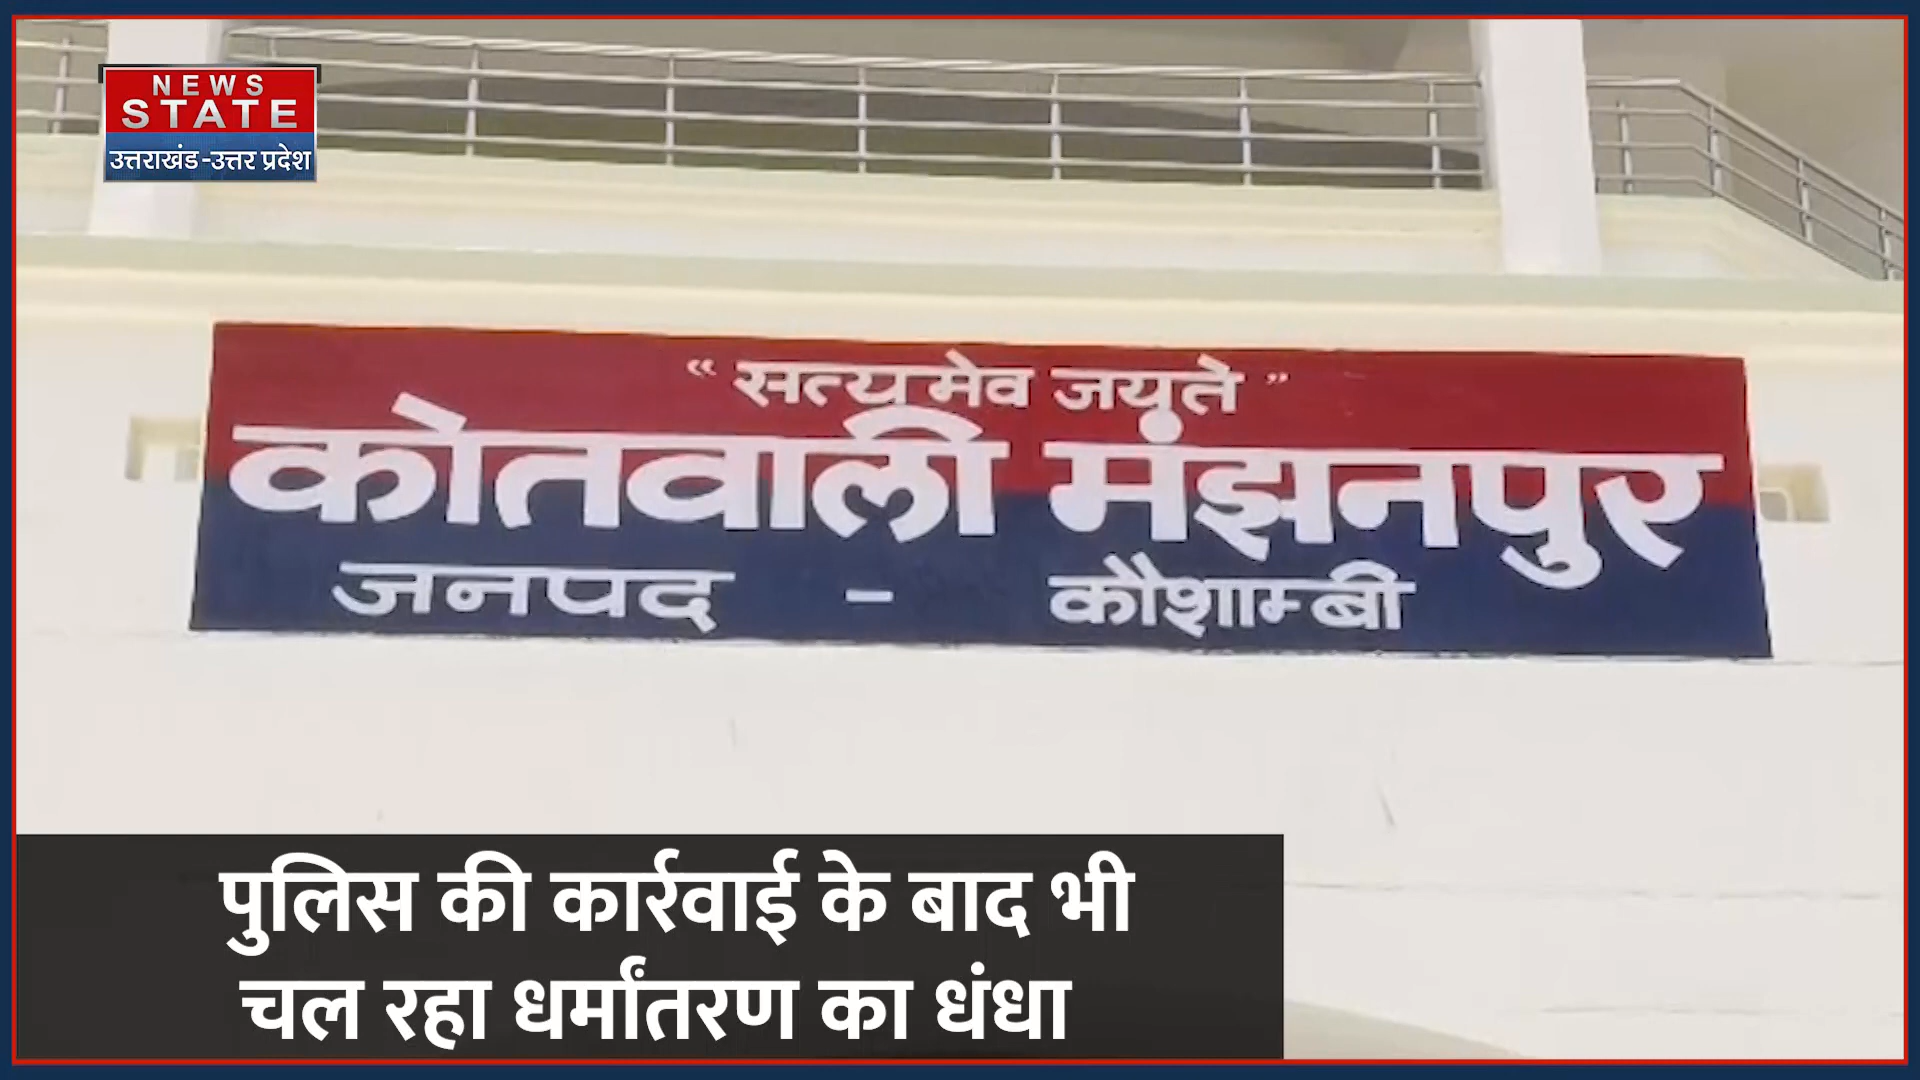 NEWS
STATE
उत्तराखंड-उत्तर प्रदेश
“ सत्यमेव जयते ”
कोतवाली मंझनपुर
जनपद - कौशाम्बी
पुलिस की कार्रवाई के बाद भी
चल रहा धर्मांतरण का धंधा